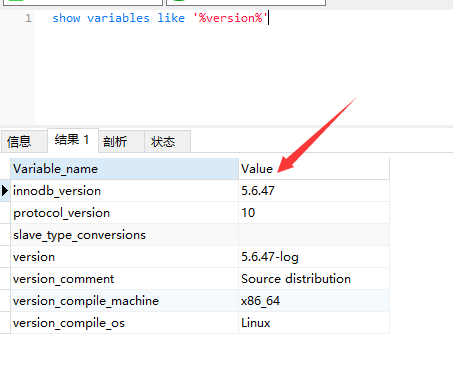 1 show variables like '%version%'
信息 结果 1 剖析 状态
Variable_name Value
innodb_version 5.6.47
protocol_version 10
slave_type_conversions
version 5.6.47-log
version_comment Source distribution
version_compile_machine x86_64
version_compile_os Linux